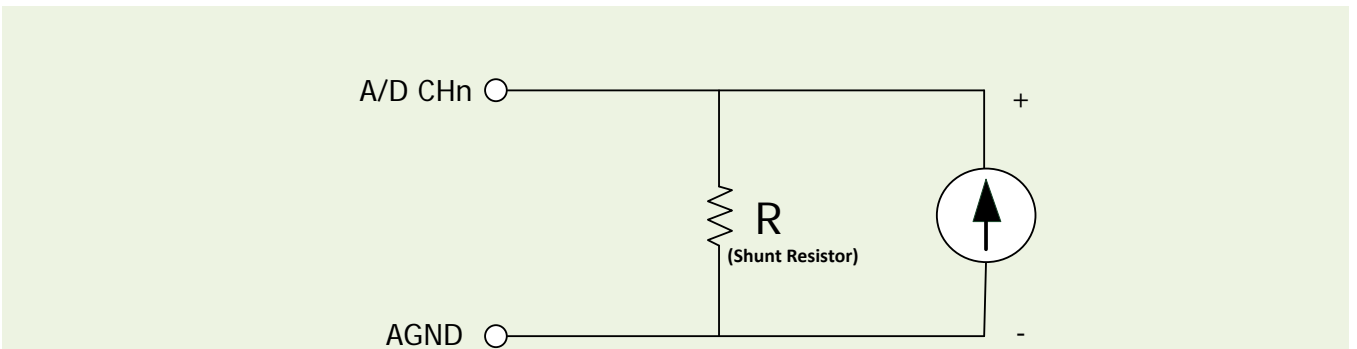 A/D CHn
+
R
(Shunt Resistor)
AGND
-